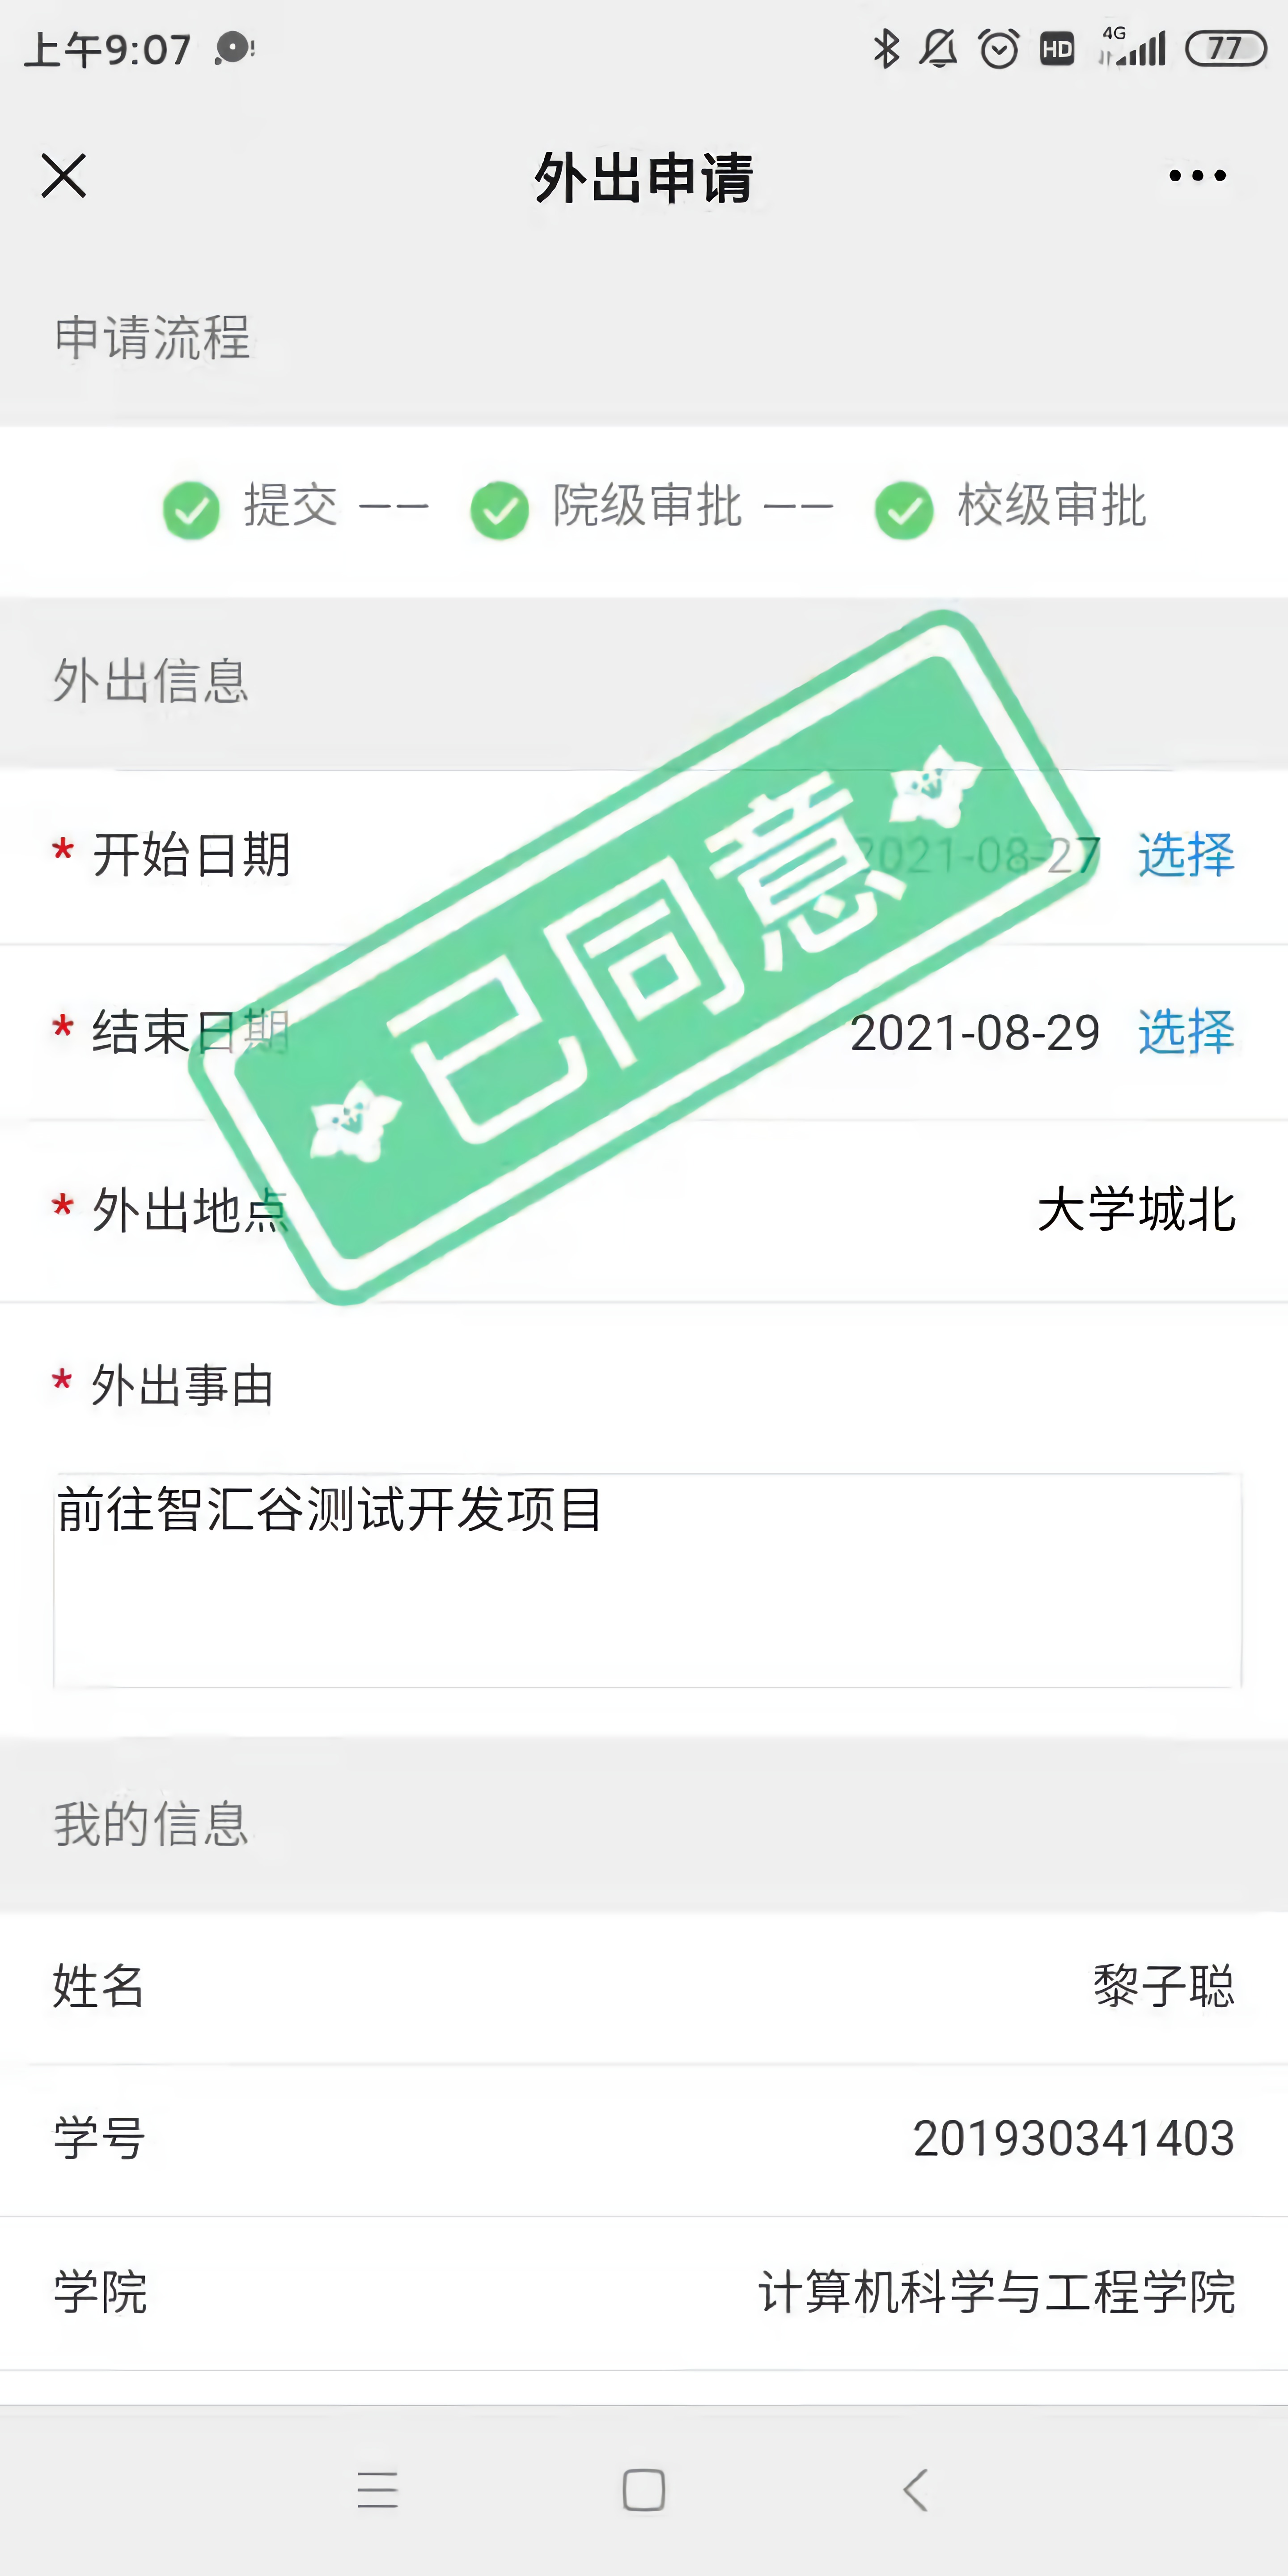 上午9:07 HD 4G 77
外出申请
申请流程
提交 —— 院级审批 —— 校级审批
外出信息
* 开始日期 2021-08-27 选择
* 结束日期 2021-08-29 选择
已同意
* 外出地点 大学城北
* 外出事由
前往智汇谷测试开发项目
我的信息
姓名 黎子聪
学号 201930341403
学院 计算机科学与工程学院